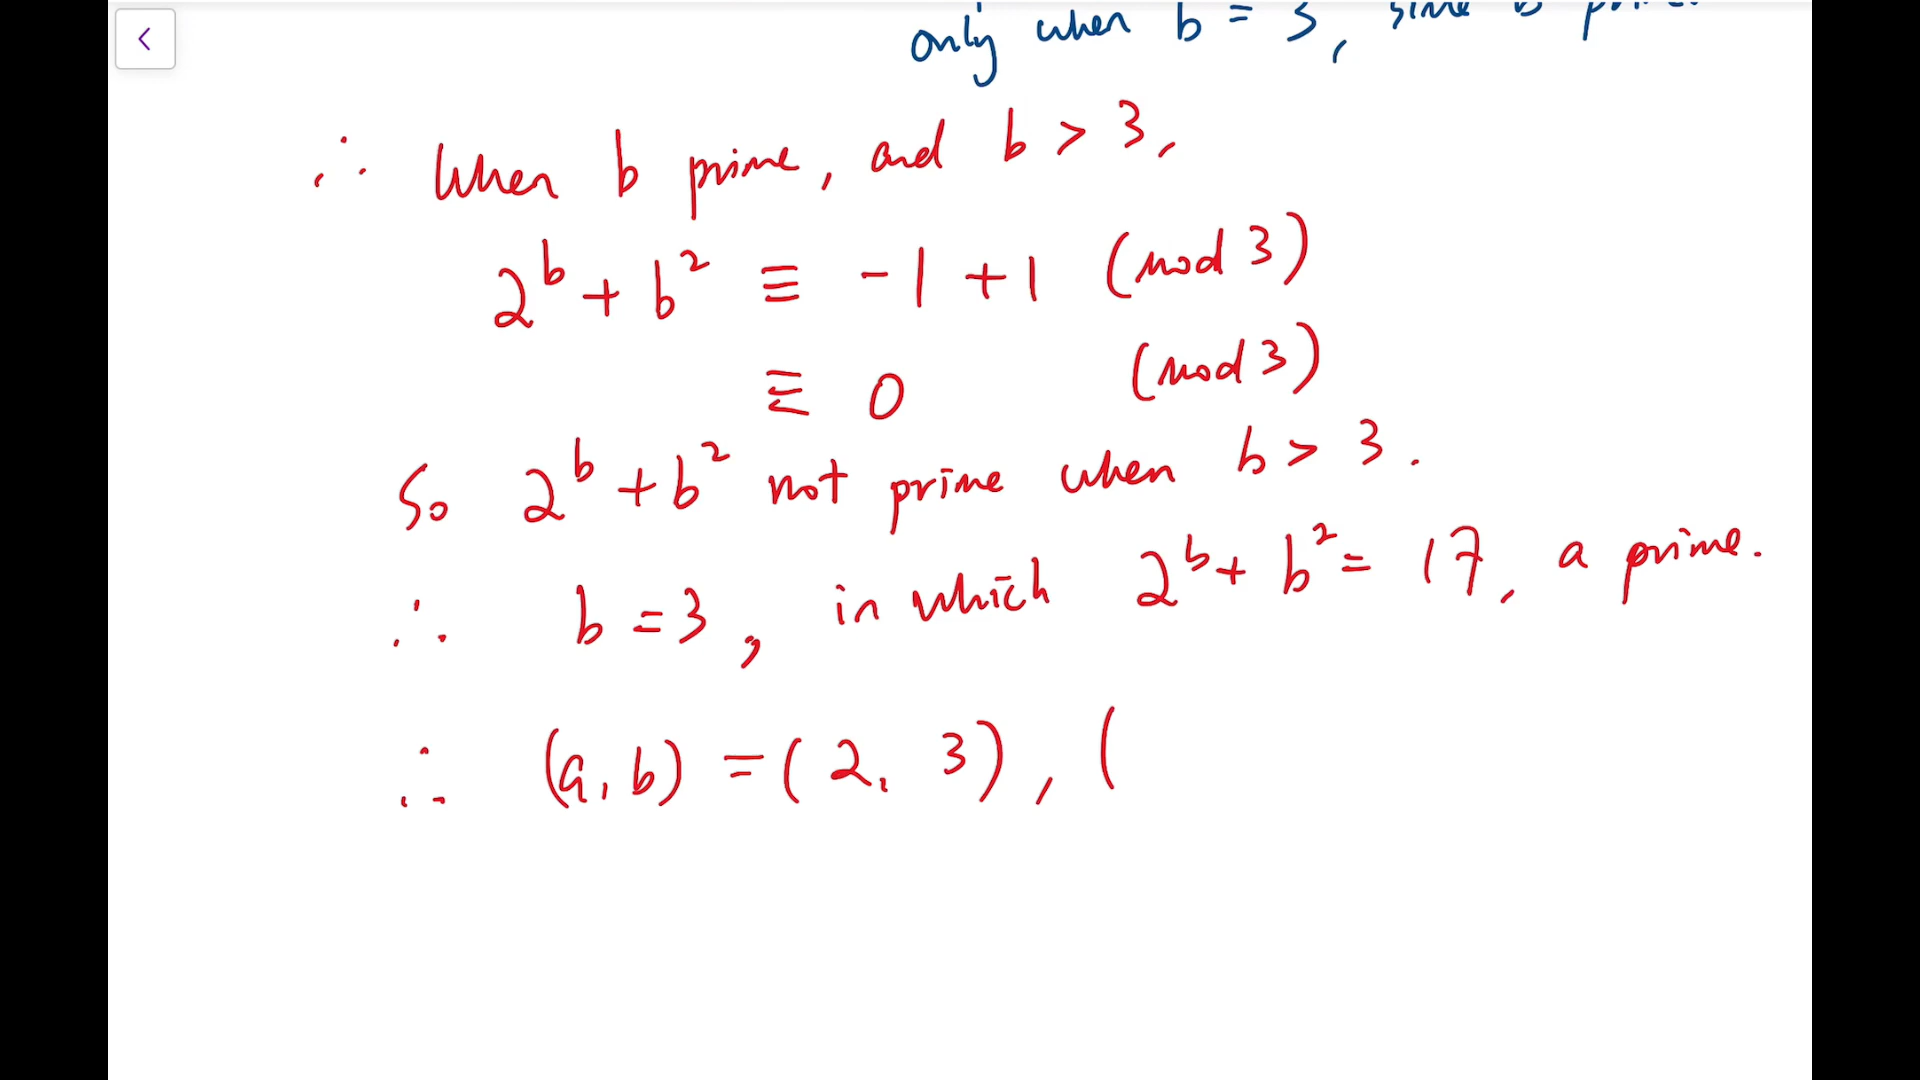 only when b = 3, since b
∴ When b prime, and b > 3,
2^b + b^2 ≡ -1 + 1 (mod 3)
≡ 0 (mod 3)
So 2^b + b^2 not prime when b > 3.
∴ b = 3, in which 2^b + b^2 = 17, a prime.
∴ (a, b) = (2, 3), (